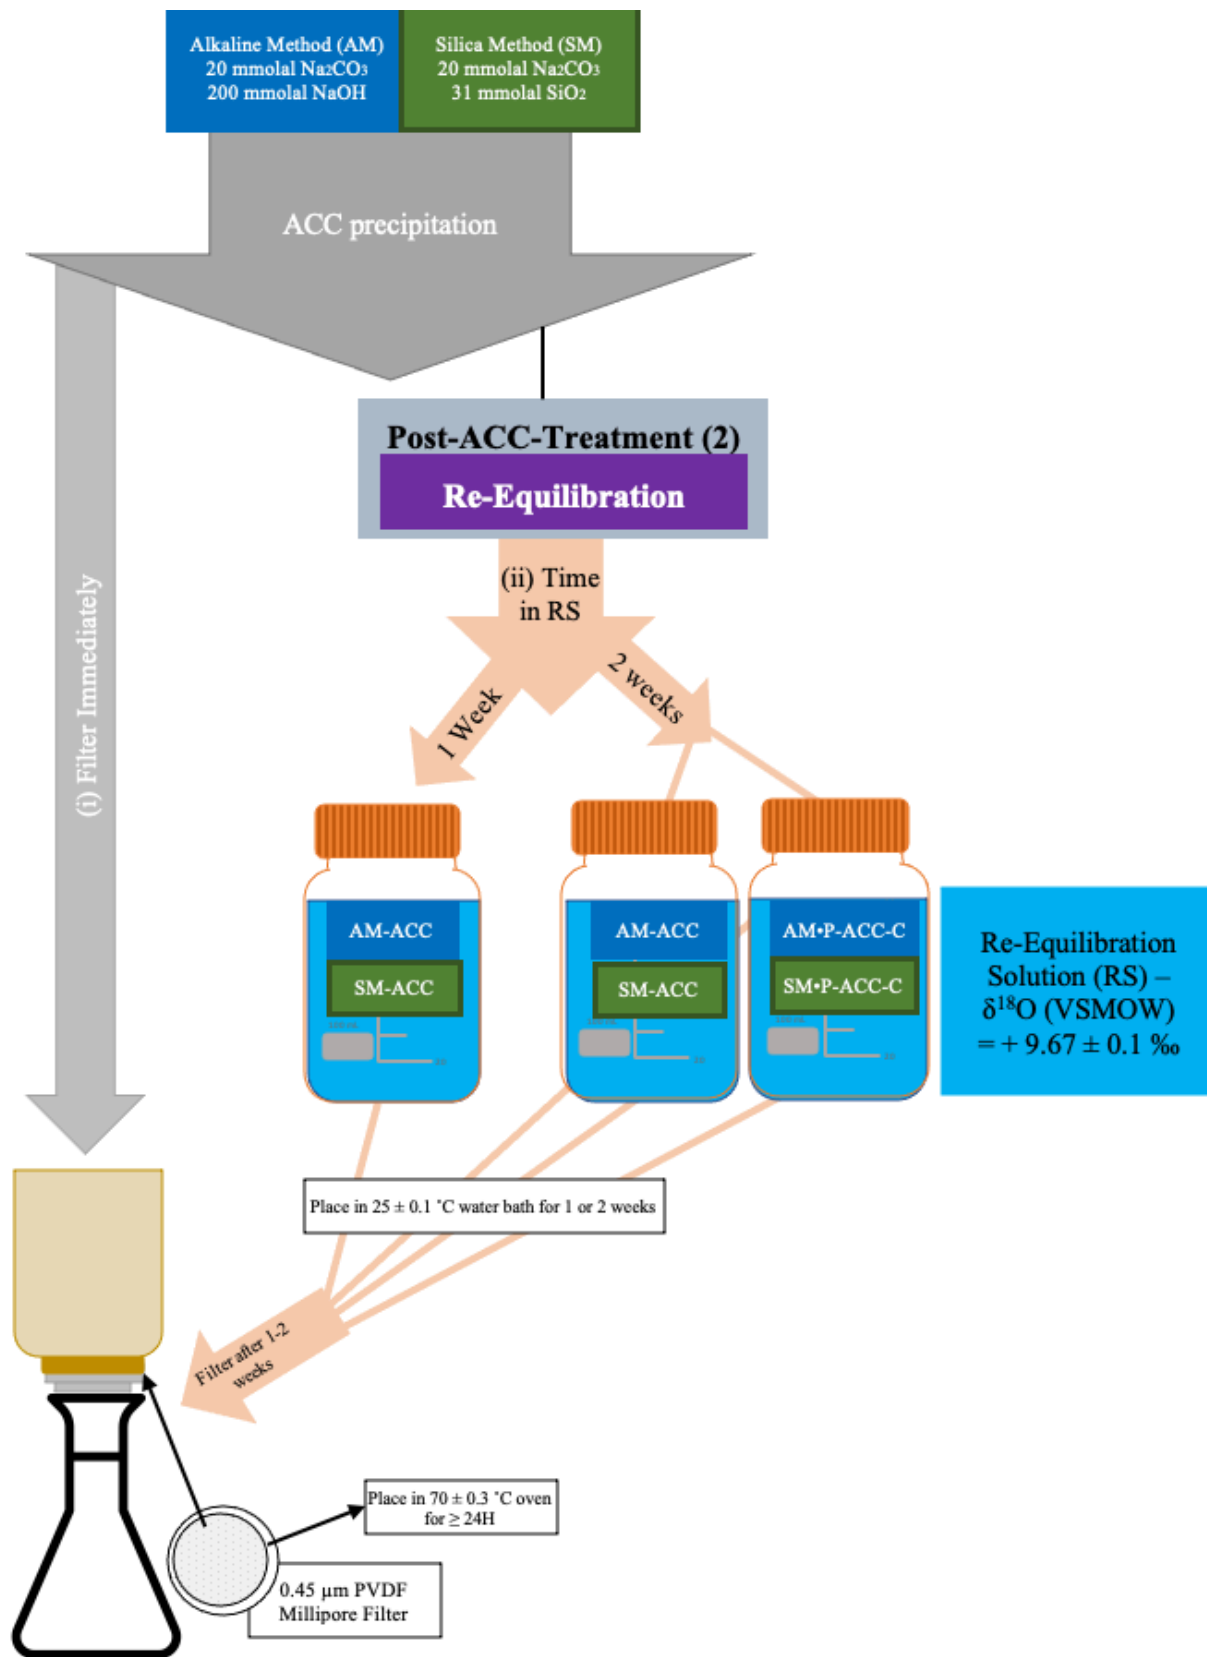 Alkaline Method (AM)
20 mmolal Na₂CO₃
200 mmolal NaOH
Silica Method (SM)
20 mmolal Na₂CO₃
31 mmolal SiO₂
ACC precipitation
(i) Filter Immediately
Post-ACC-Treatment (2)
Re-Equilibration
(ii) Time
in RS
1 Week
2 weeks
AM-ACC
SM-ACC
AM-ACC
SM-ACC
AM•P-ACC-C
SM•P-ACC-C
Re-Equilibration
Solution (RS) –
δ¹⁸O (VSMOW)
= + 9.67 ± 0.1 ‰
Place in 25 ± 0.1 ˚C water bath for 1 or 2 weeks
Filter after 1-2
weeks
Place in 70 ± 0.3 ˚C oven
for ≥ 24H
0.45 µm PVDF
Millipore Filter